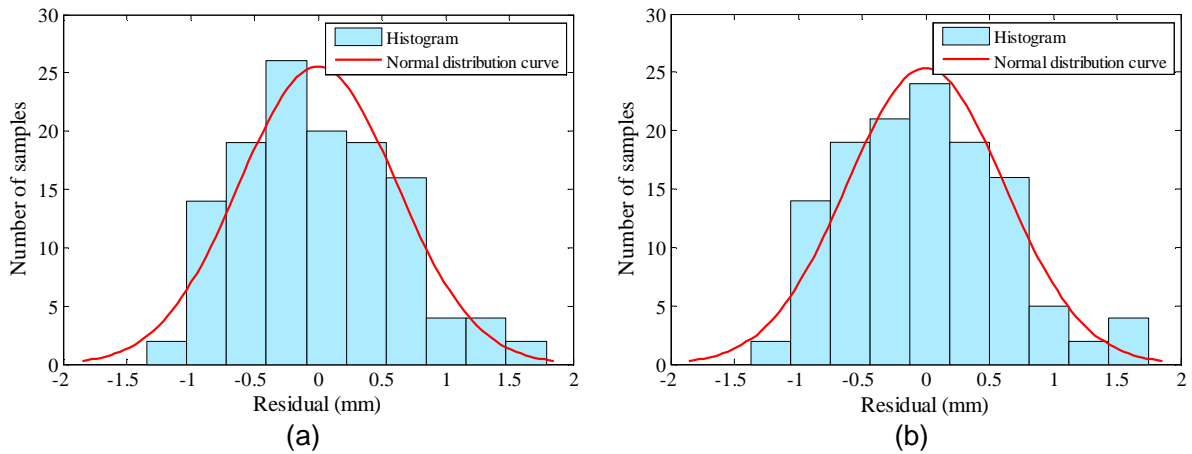 30
25
20
15
10
5
0
Number of samples
Histogram
Normal distribution curve
-2 -1.5 -1 -0.5 0 0.5 1 1.5 2
Residual (mm)
(a)
30
25
20
15
10
5
0
Number of samples
Histogram
Normal distribution curve
-2 -1.5 -1 -0.5 0 0.5 1 1.5 2
Residual (mm)
(b)